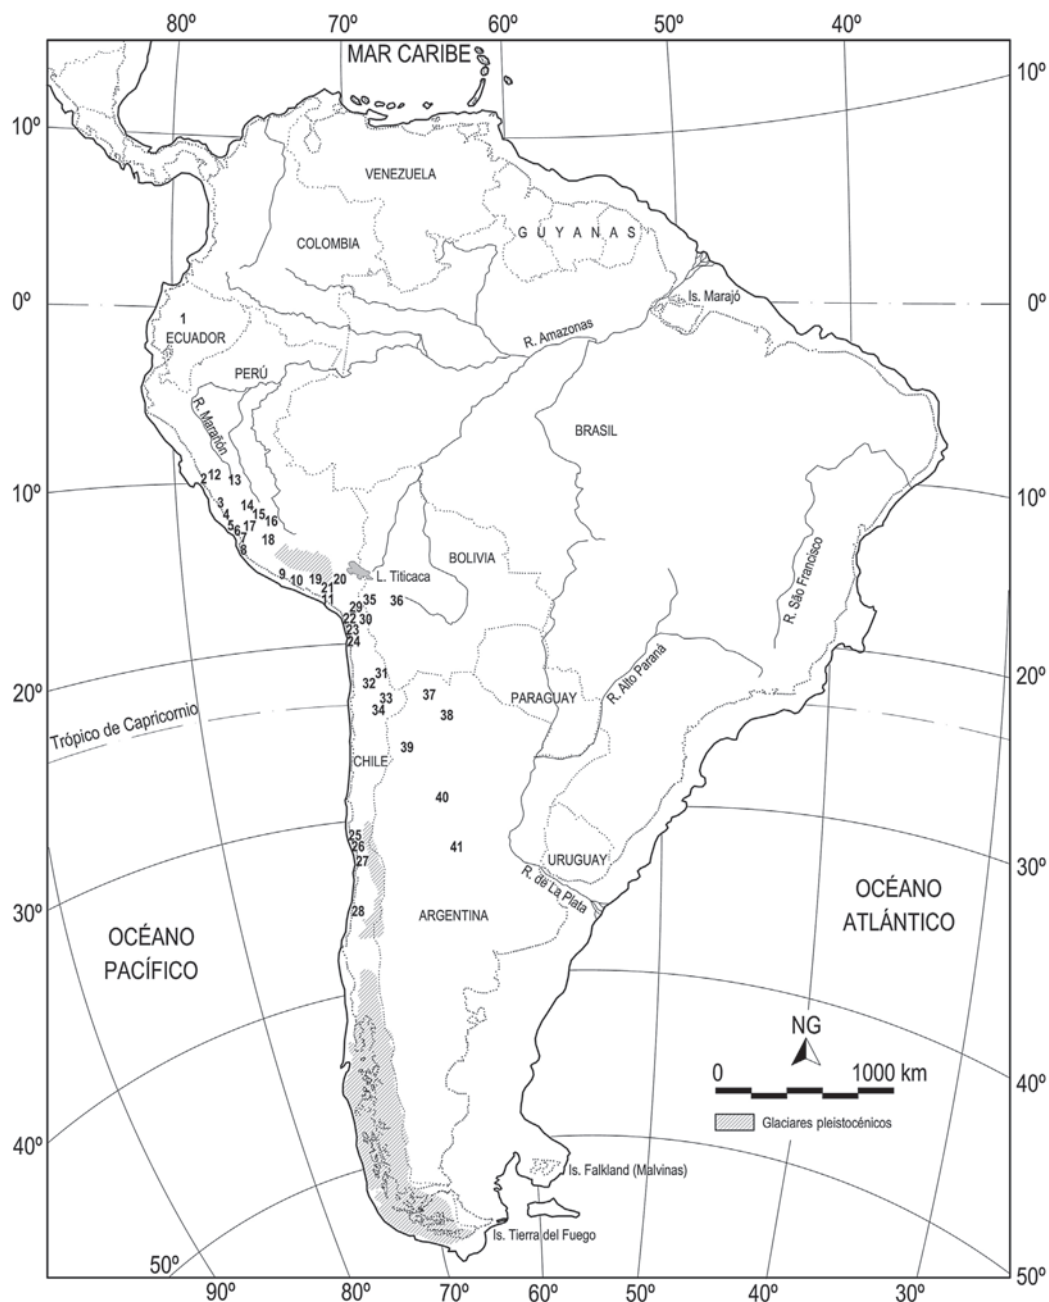 80º 70º 60º 50º 40º
MAR CARIBE
10º
10º
VENEZUELA
G U Y A N A S
COLOMBIA
Is. Marajó
0º
0º
1
ECUADOR
R. Amazonas
PERÚ
R. Marañón
BRASIL
2 12 13
10º
10º
3 14
4 15 16
5 6 17
7 18
8
BOLIVIA
R. São Francisco
9 10 19 20
L. Titicaca
21
11
35 36
29
22 30
23
24
31
32
20º
20º
33 37
PARAGUAY
R. Alto Paraná
34 38
Trópico de Capricornio
39
CHILE
40
25
26 41
27
URUGUAY
30º
R. de La Plata
30º
28
ARGENTINA
OCÉANO
ATLÁNTICO
OCÉANO
PACÍFICO
NG
0 1000 km
40º
Glaciares pleistocénicos
40º
Is. Falkland (Malvinas)
Is. Tierra del Fuego
50º
50º
90º 80º 70º 60º 50º 40º 30º